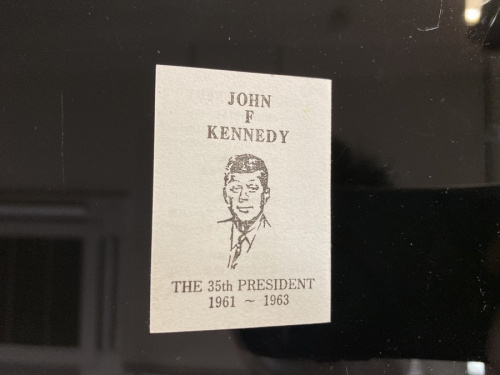 JOHN
F
KENNEDY
THE 35th PRESIDENT
1961 ~ 1963